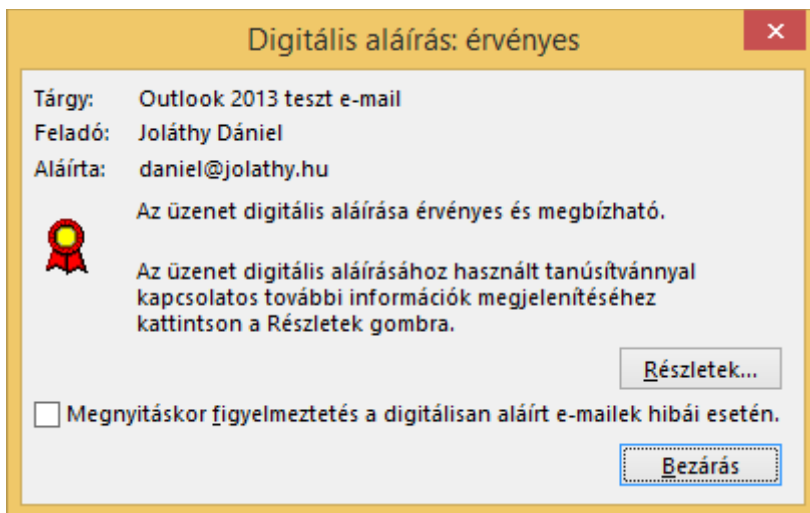 Digitális aláírás: érvényes
Tárgy: Outlook 2013 teszt e-mail
Feladó: Joláthy Dániel
Aláírta: daniel@jolathy.hu
Az üzenet digitális aláírása érvényes és megbízható.
Az üzenet digitális aláírásához használt tanúsítvánnyal
kapcsolatos további információk megjelenítéséhez
kattintson a Részletek gombra.
Részletek...
Megnyitáskor figyelmeztetés a digitálisan aláírt e-mailek hibái esetén.
Bezárás